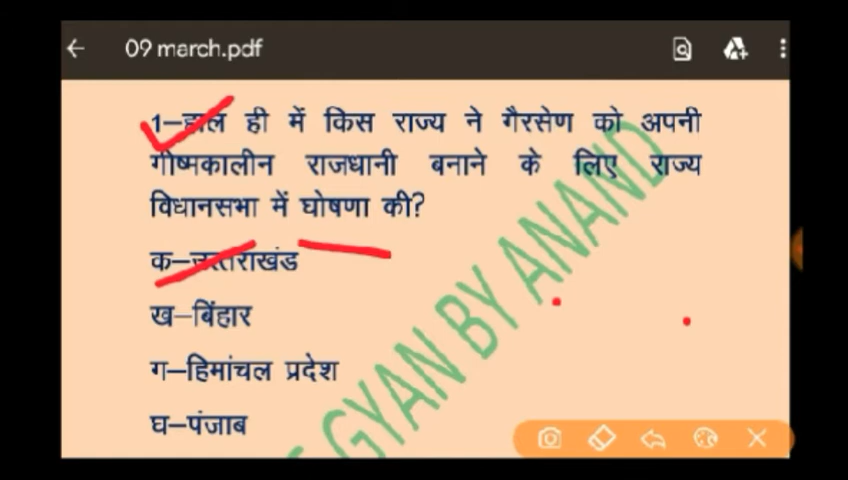 09 march.pdf
1–हाल ही में किस राज्य ने गैरसेण को अपनी
गीष्मकालीन राजधानी बनाने के लिए राज्य
विधानसभा में घोषणा की?
क–उत्तराखंड
ख–बिंहार
ग–हिमांचल प्रदेश
घ–पंजाब
GYAN BY ANAND